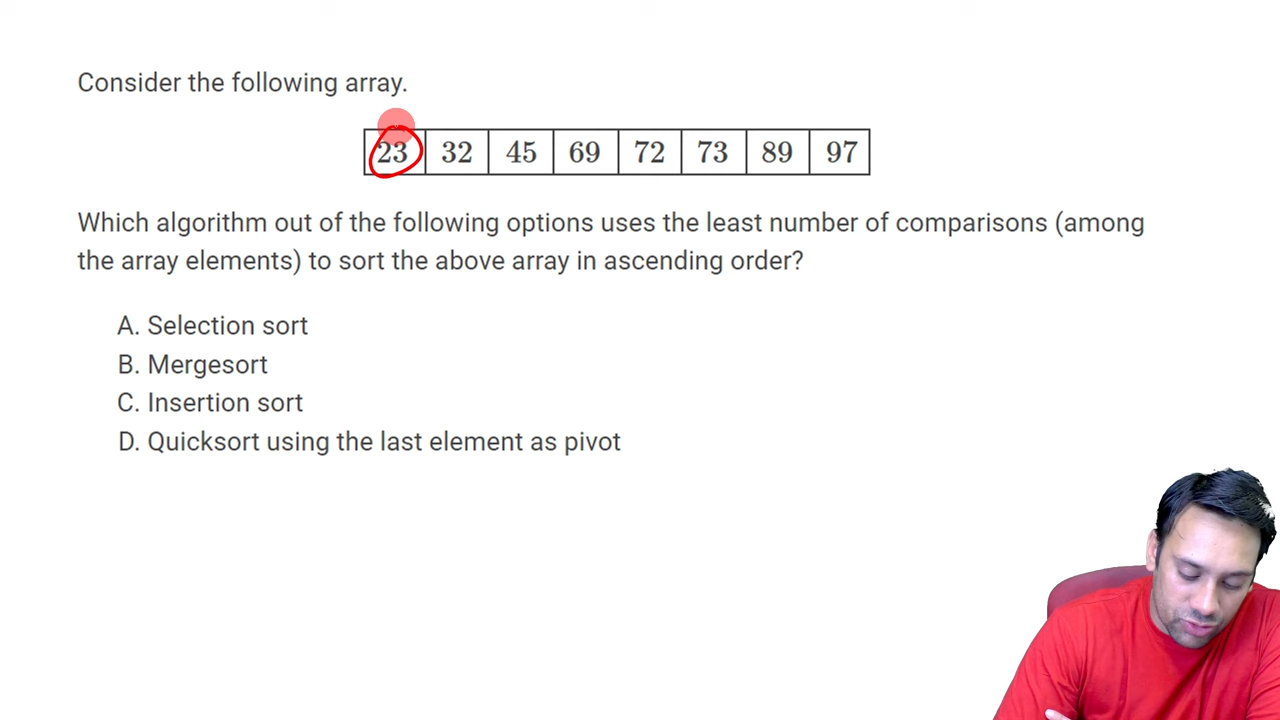 Consider the following array.
23 32 45 69 72 73 89 97
Which algorithm out of the following options uses the least number of comparisons (among
the array elements) to sort the above array in ascending order?
A. Selection sort
B. Mergesort
C. Insertion sort
D. Quicksort using the last element as pivot